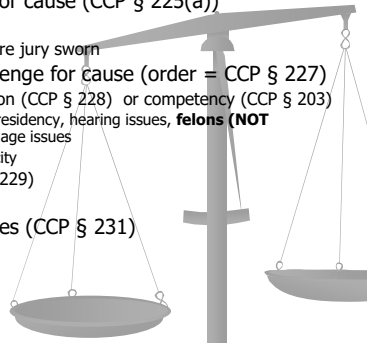 for cause (CCP § 225(a))
re jury sworn
enge for cause (order = CCP § 227)
on (CCP § 228)  or competency (CCP § 203)
residency, hearing issues, felons (NOT
age issues
ity
229)
es (CCP § 231)